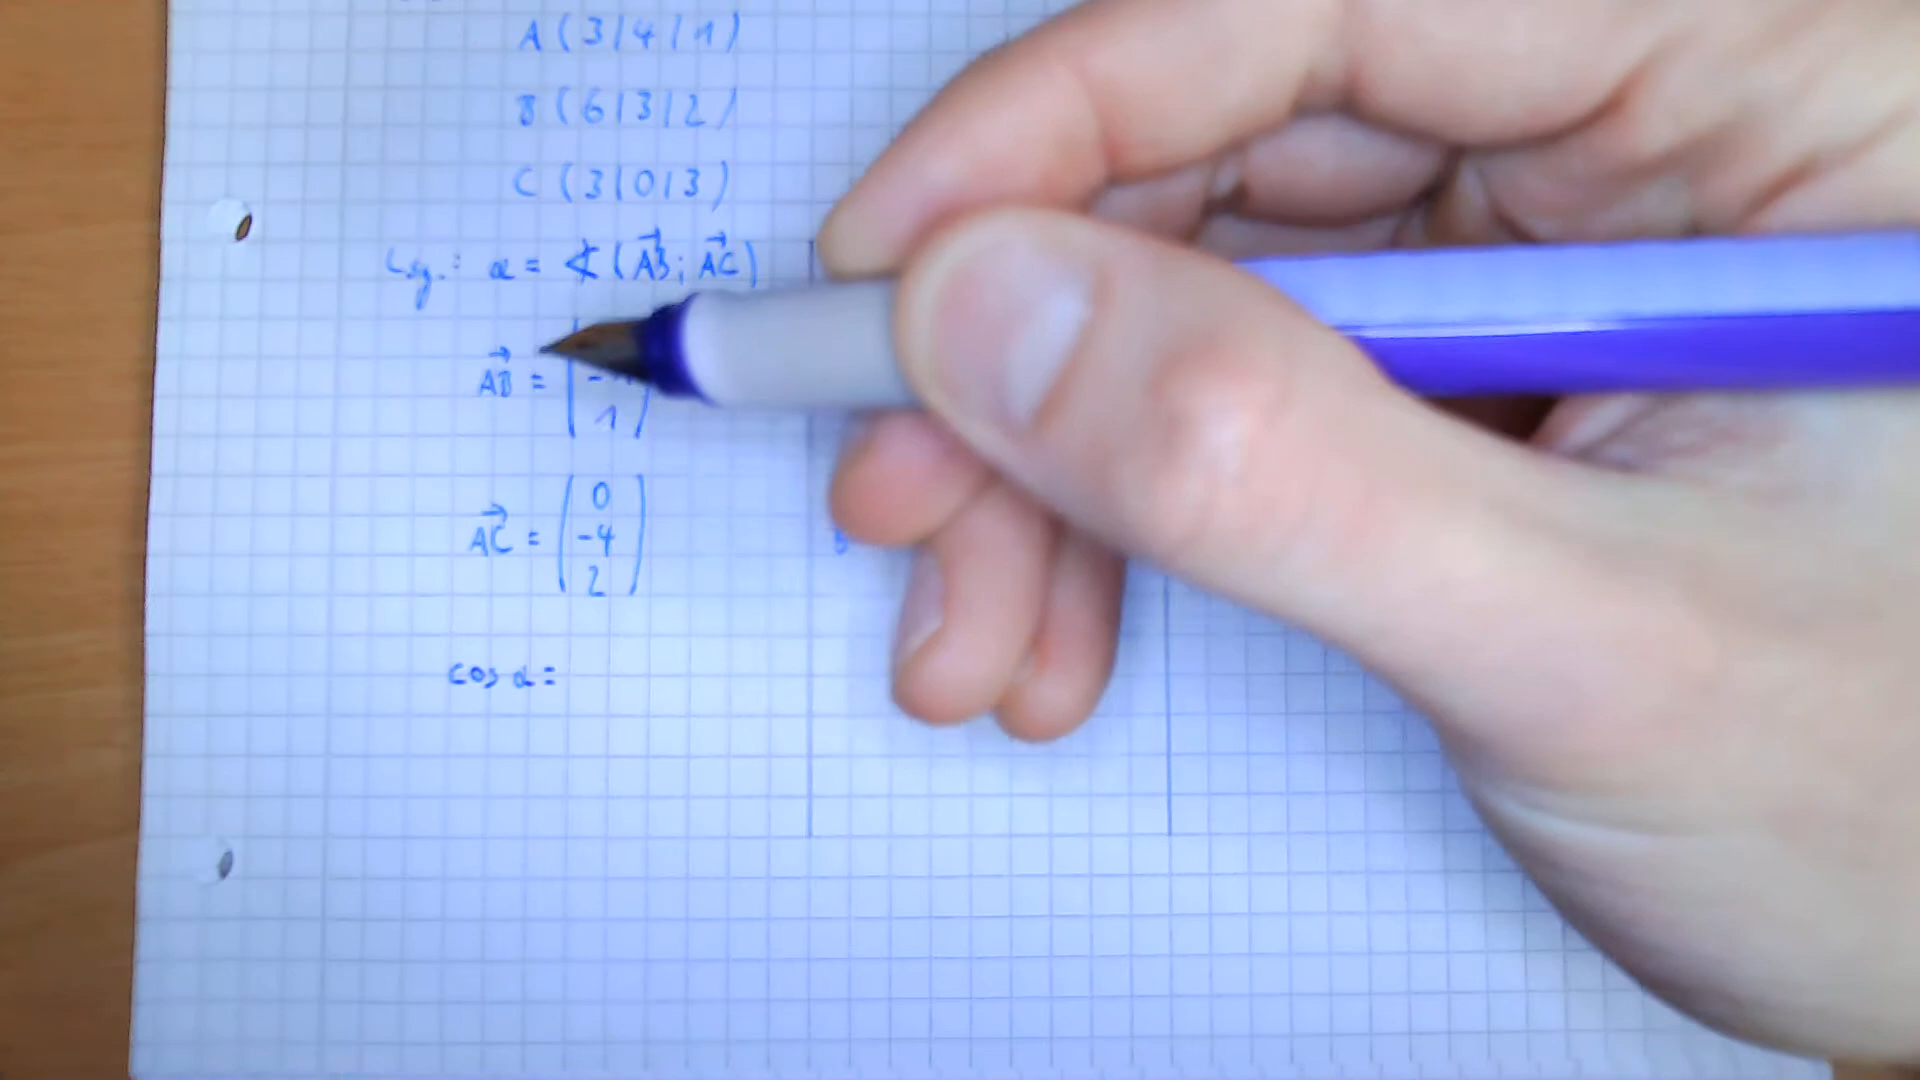 A (3|4|1)
B (6|3|2)
C (3|0|3)
Lsg.: α = ∢ (AB⃗; AC⃗)
AB⃗ = ( 1 )
AC⃗ = ( 0 -4 2 )
cos α =